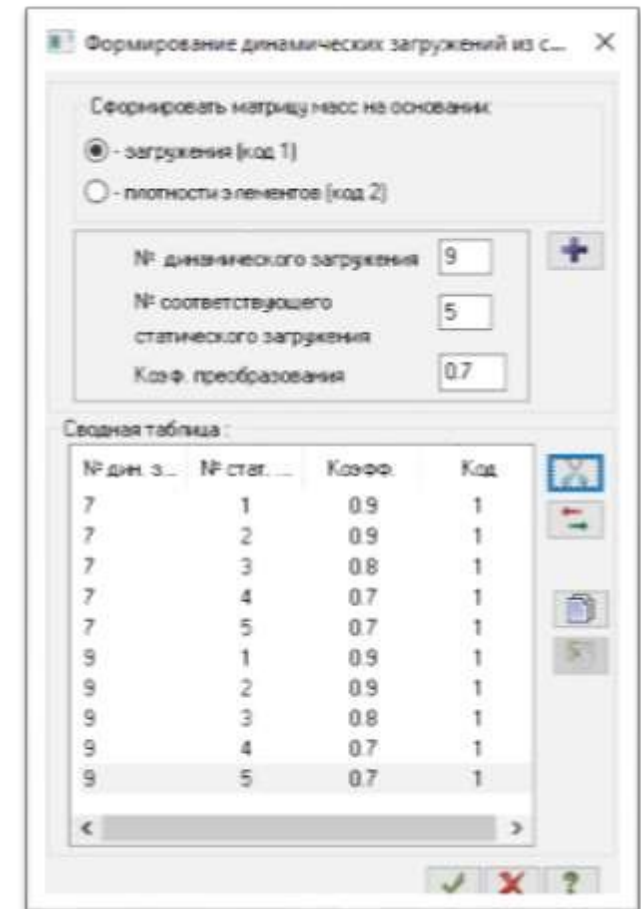 Формирование динамических загружений из с...
Сформировать матрицу масс на основании:
- загружения (код 1)
- плотности элементов (код 2)
№ динамического загружения 9
№ соответствующего
статического загружения 5
Коэф. преобразования 0.7
Сводная таблица :
№ дин. з... № стат. ... Коэфф. Код
7 1 0.9 1
7 2 0.9 1
7 3 0.8 1
7 4 0.7 1
7 5 0.7 1
9 1 0.9 1
9 2 0.9 1
9 3 0.8 1
9 4 0.7 1
9 5 0.7 1